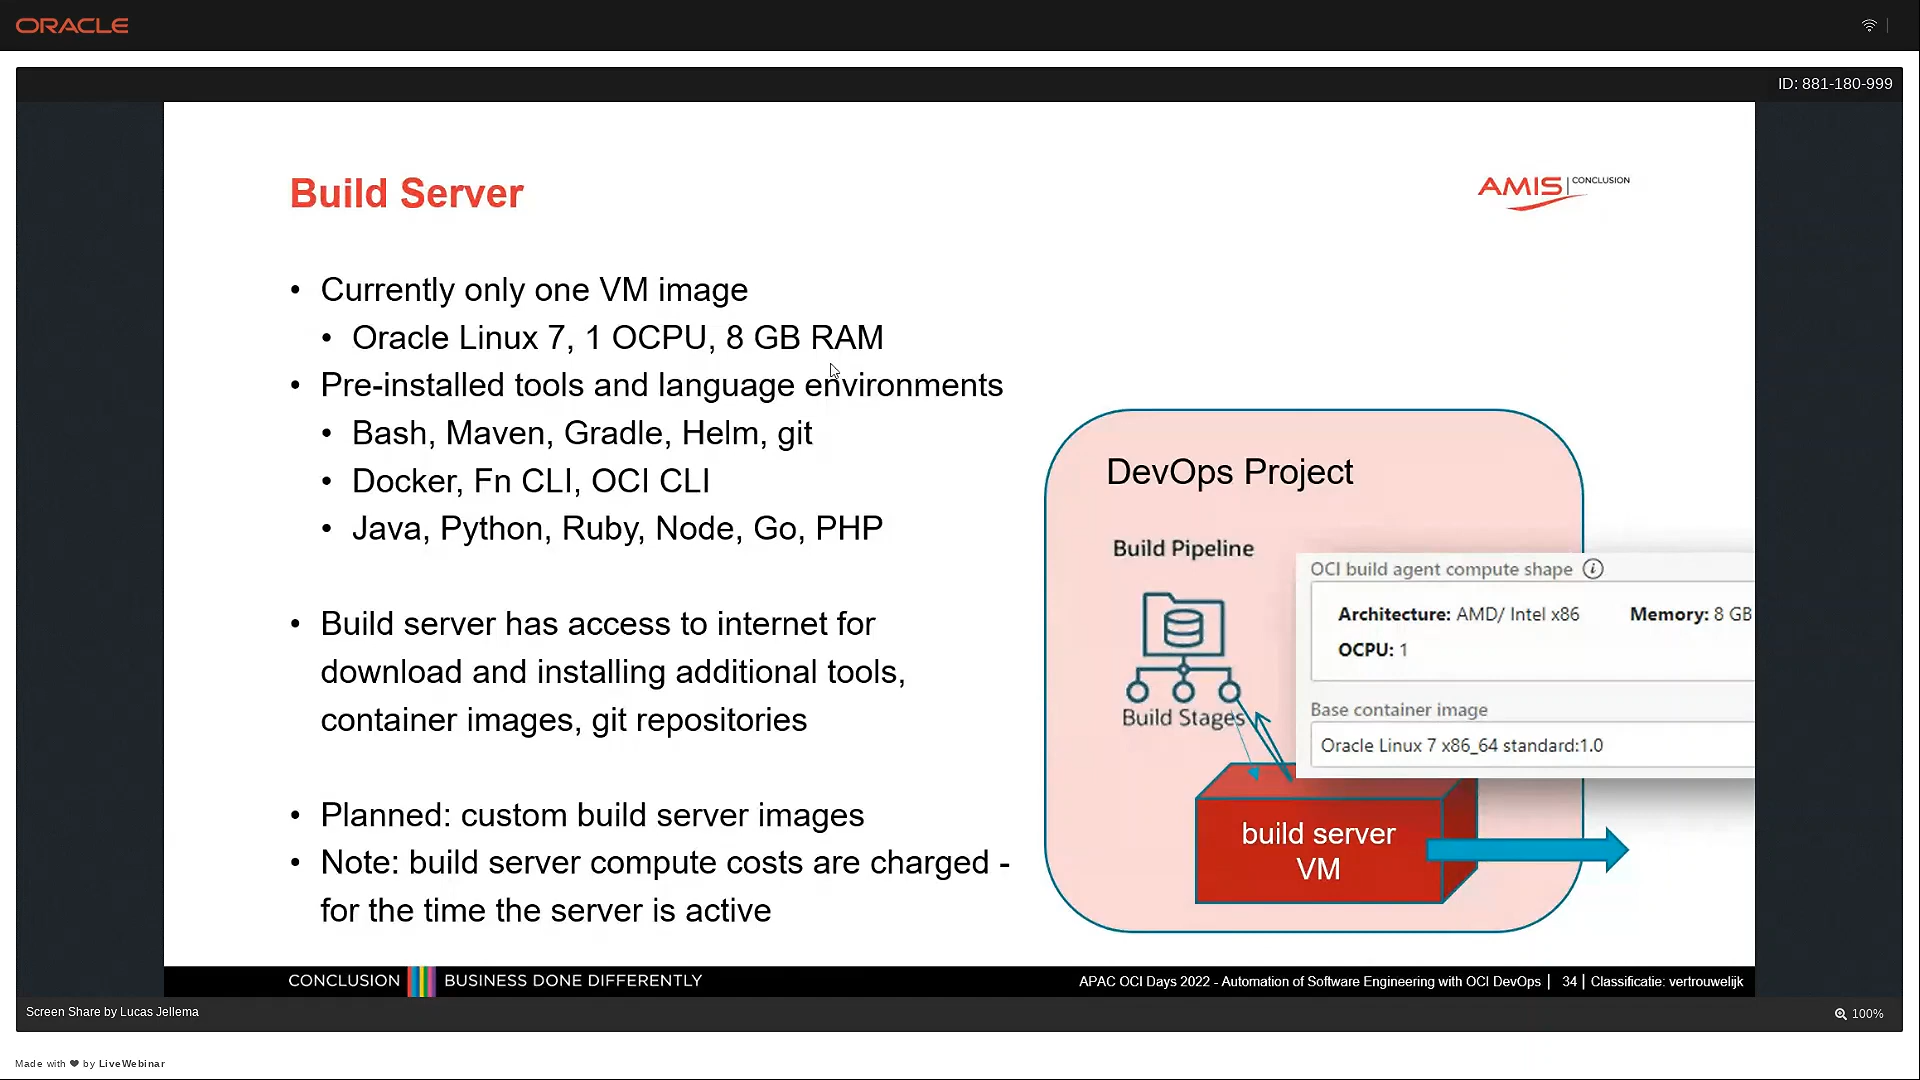 ORACLE
ID: 881-180-999
Build Server
AMIS CONCLUSION
• Currently only one VM image
• Oracle Linux 7, 1 OCPU, 8 GB RAM
• Pre-installed tools and language environments
• Bash, Maven, Gradle, Helm, git
• Docker, Fn CLI, OCI CLI
• Java, Python, Ruby, Node, Go, PHP
• Build server has access to internet for
download and installing additional tools,
container images, git repositories
• Planned: custom build server images
• Note: build server compute costs are charged -
for the time the server is active
DevOps Project
Build Pipeline
Build Stages
OCI build agent compute shape
Architecture: AMD/ Intel x86 Memory: 8 GB
OCPU: 1
Base container image
Oracle Linux 7 x86_64 standard:1.0
build server
VM
CONCLUSION BUSINESS DONE DIFFERENTLY
APAC OCI Days 2022 - Automation of Software Engineering with OCI DevOps | 34 | Classificatie: vertrouwelijk
Screen Share by Lucas Jellema
100%
Made with ❤ by LiveWebinar